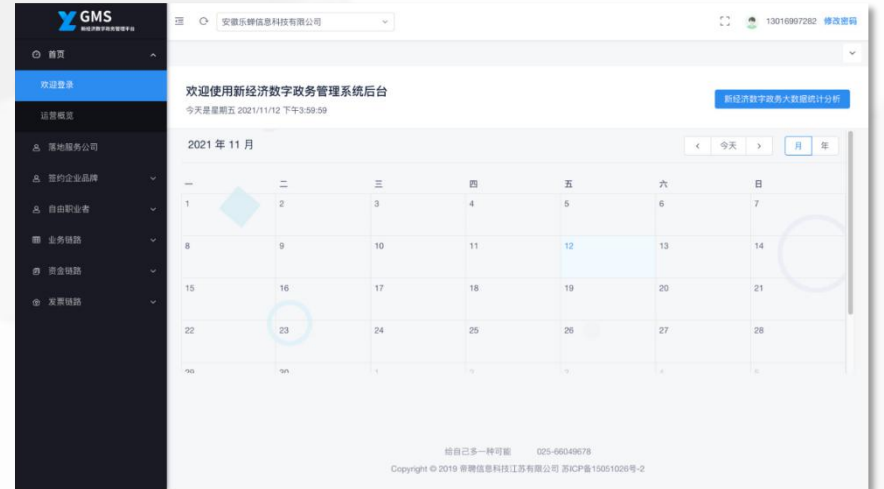 GMS
新经济数字政务管理平台
安徽乐蝉信息科技有限公司
13016997282 修改密码
首页
欢迎登录
运营概览
落地服务公司
签约企业品牌
自由职业者
业务链路
资金链路
发票链路
欢迎使用新经济数字政务管理系统后台
今天是星期五 2021/11/12 下午3:59:59
新经济数字政务大数据统计分析
2021 年 11 月
今天
月 年
一 二 三 四 五 六 日
1 2 3 4 5 6 7
8 9 10 11 12 13 14
15 16 17 18 19 20 21
22 23 24 25 26 27 28
29 30 1 2 3 4 5
给自己多一种可能 025-66049678
Copyright © 2019 帝骋信息科技江苏有限公司 苏ICP备15051026号-2